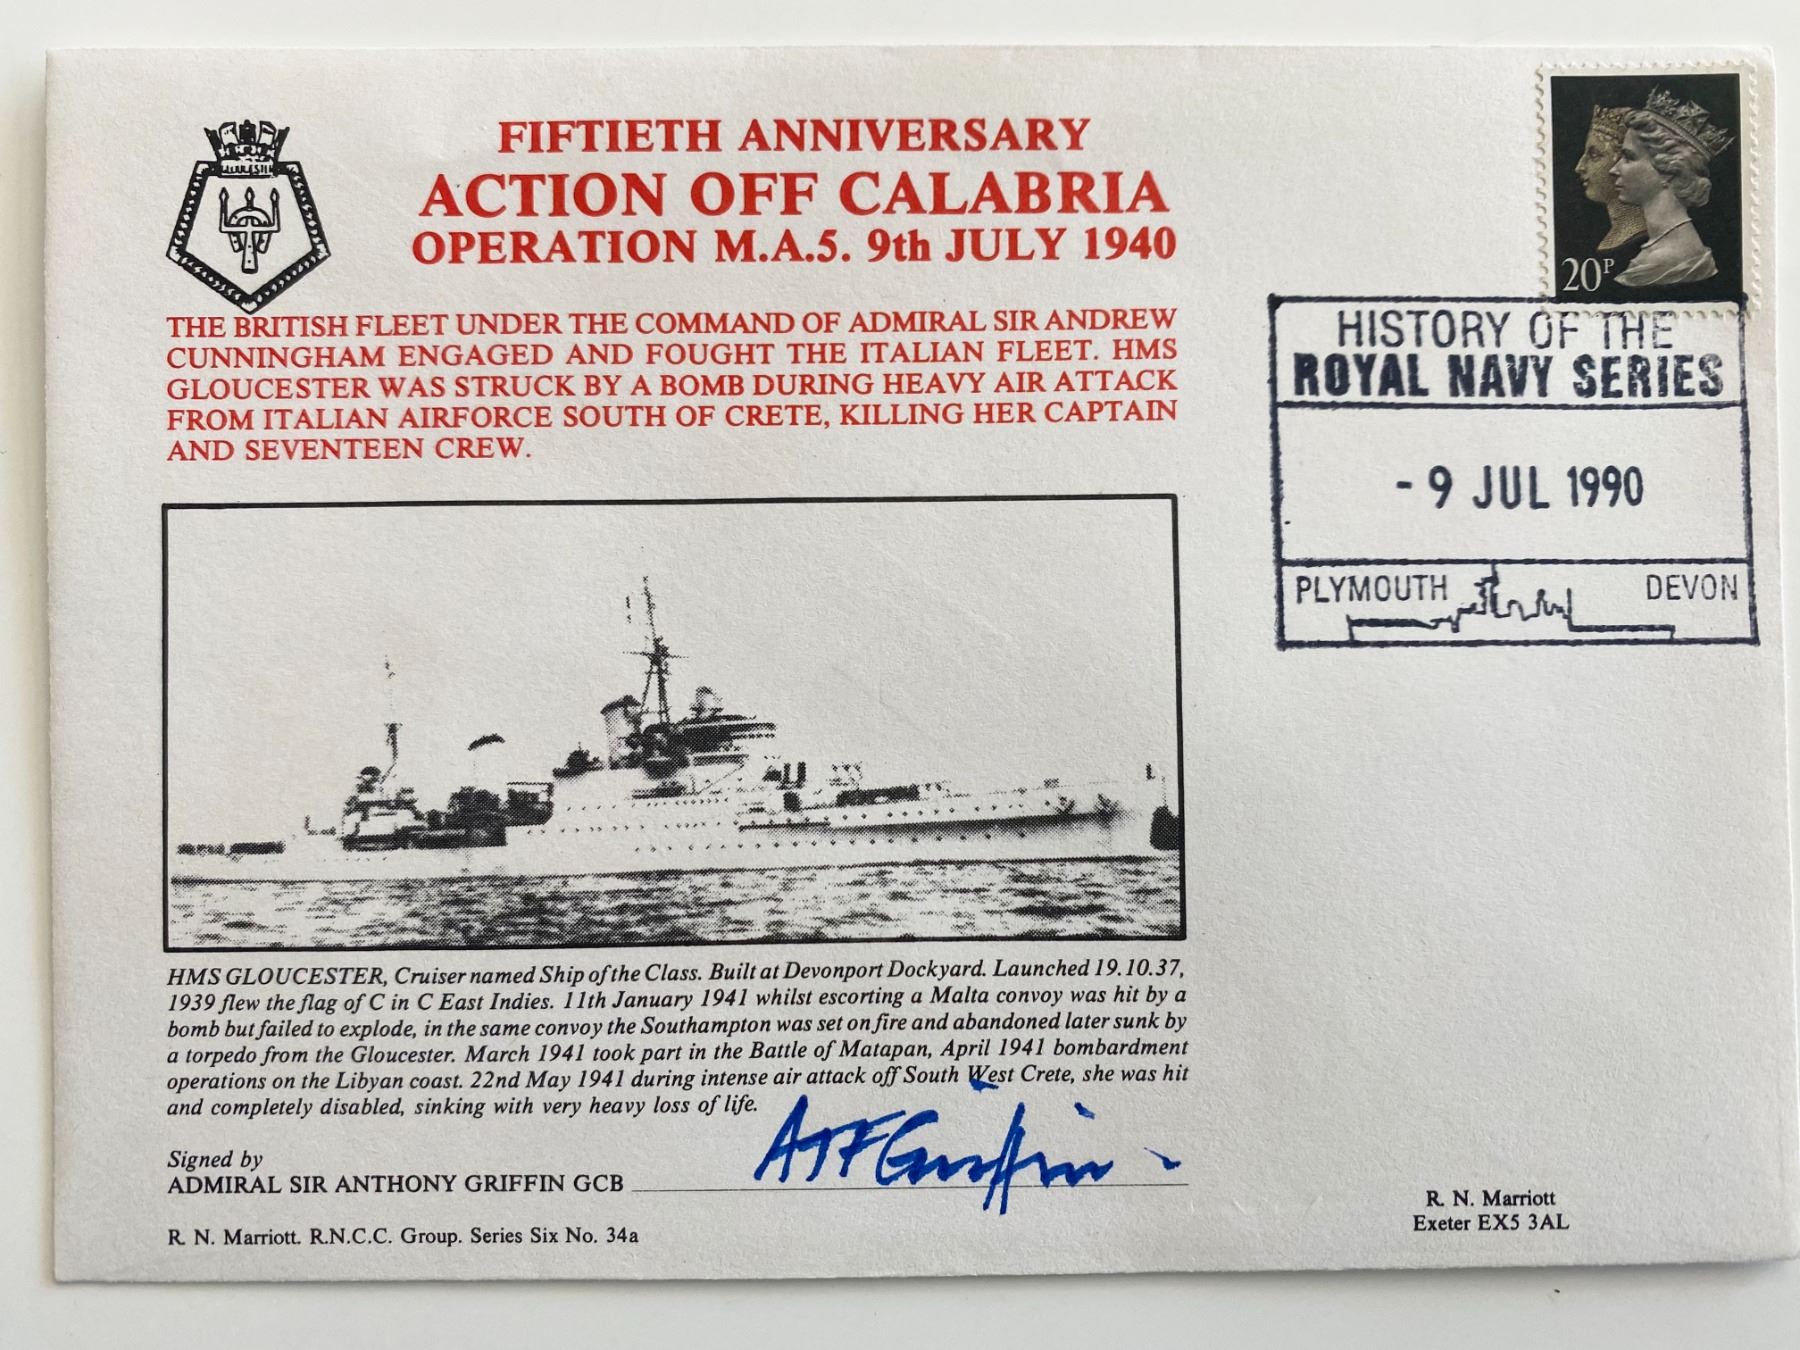 GLOUCESTER
FIFTIETH ANNIVERSARY
ACTION OFF CALABRIA
OPERATION M.A.5. 9th JULY 1940
THE BRITISH FLEET UNDER THE COMMAND OF ADMIRAL SIR ANDREW
CUNNINGHAM ENGAGED AND FOUGHT THE ITALIAN FLEET. HMS
GLOUCESTER WAS STRUCK BY A BOMB DURING HEAVY AIR ATTACK
FROM ITALIAN AIRFORCE SOUTH OF CRETE, KILLING HER CAPTAIN
AND SEVENTEEN CREW.
20P
HISTORY OF THE
ROYAL NAVY SERIES
- 9 JUL 1990
PLYMOUTH DEVON
HMS GLOUCESTER, Cruiser named Ship of the Class. Built at Devonport Dockyard. Launched 19.10.37,
1939 flew the flag of C in C East Indies. 11th January 1941 whilst escorting a Malta convoy was hit by a
bomb but failed to explode, in the same convoy the Southampton was set on fire and abandoned later sunk by
a torpedo from the Gloucester. March 1941 took part in the Battle of Matapan, April 1941 bombardment
operations on the Libyan coast. 22nd May 1941 during intense air attack off South West Crete, she was hit
and completely disabled, sinking with very heavy loss of life.
Signed by
ADMIRAL SIR ANTHONY GRIFFIN GCB ATF Griffin
R. N. Marriott. R.N.C.C. Group. Series Six No. 34a
R. N. Marriott
Exeter EX5 3AL